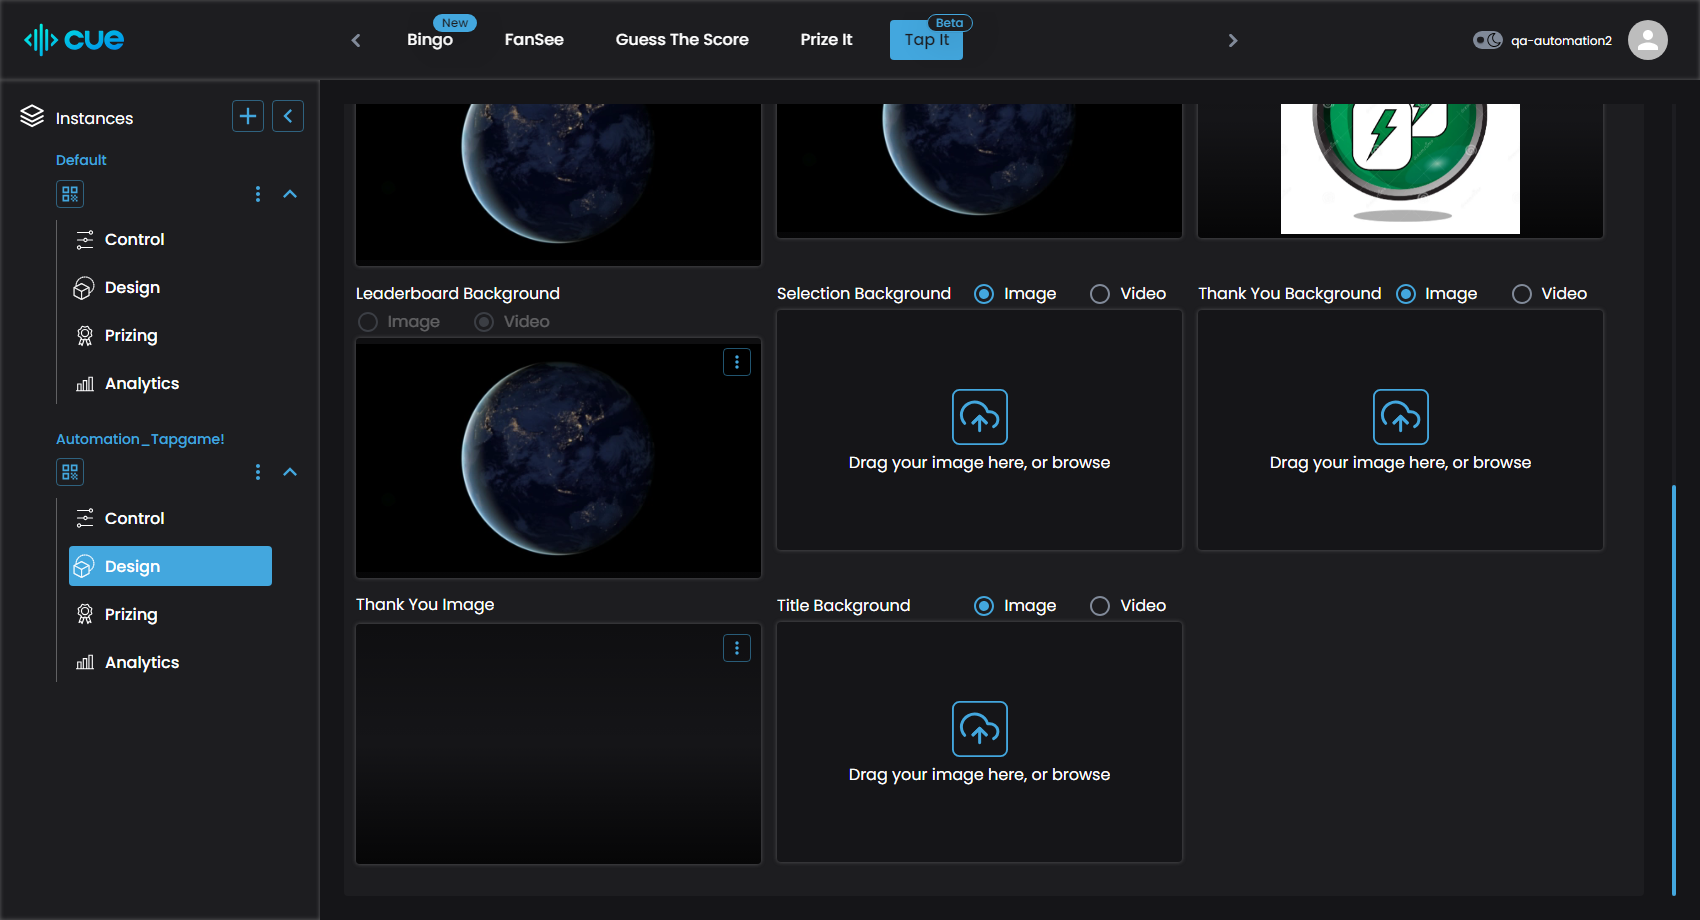 cue
New
Bingo
FanSee
Guess The Score
Prize It
Beta
Tap It
qa-automation2
Instances
Default
Control
Design
Prizing
Analytics
Automation_Tapgame!
Control
Design
Prizing
Analytics
Leaderboard Background
Image
Video
Selection Background
Image
Video
Drag your image here, or browse
Thank You Background
Image
Video
Drag your image here, or browse
Thank You Image
Title Background
Image
Video
Drag your image here, or browse